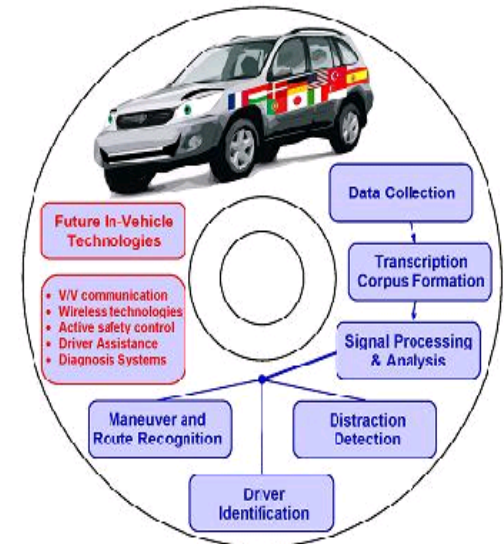 Data Collection
Transcription
Corpus Formation
Signal Processing
& Analysis
Future In-Vehicle
Technologies
• V/V communication
• Wireless technologies
• Active safety control
• Driver Assistance
• Diagnosis Systems
Maneuver and
Route Recognition
Distraction
Detection
Driver
Identification